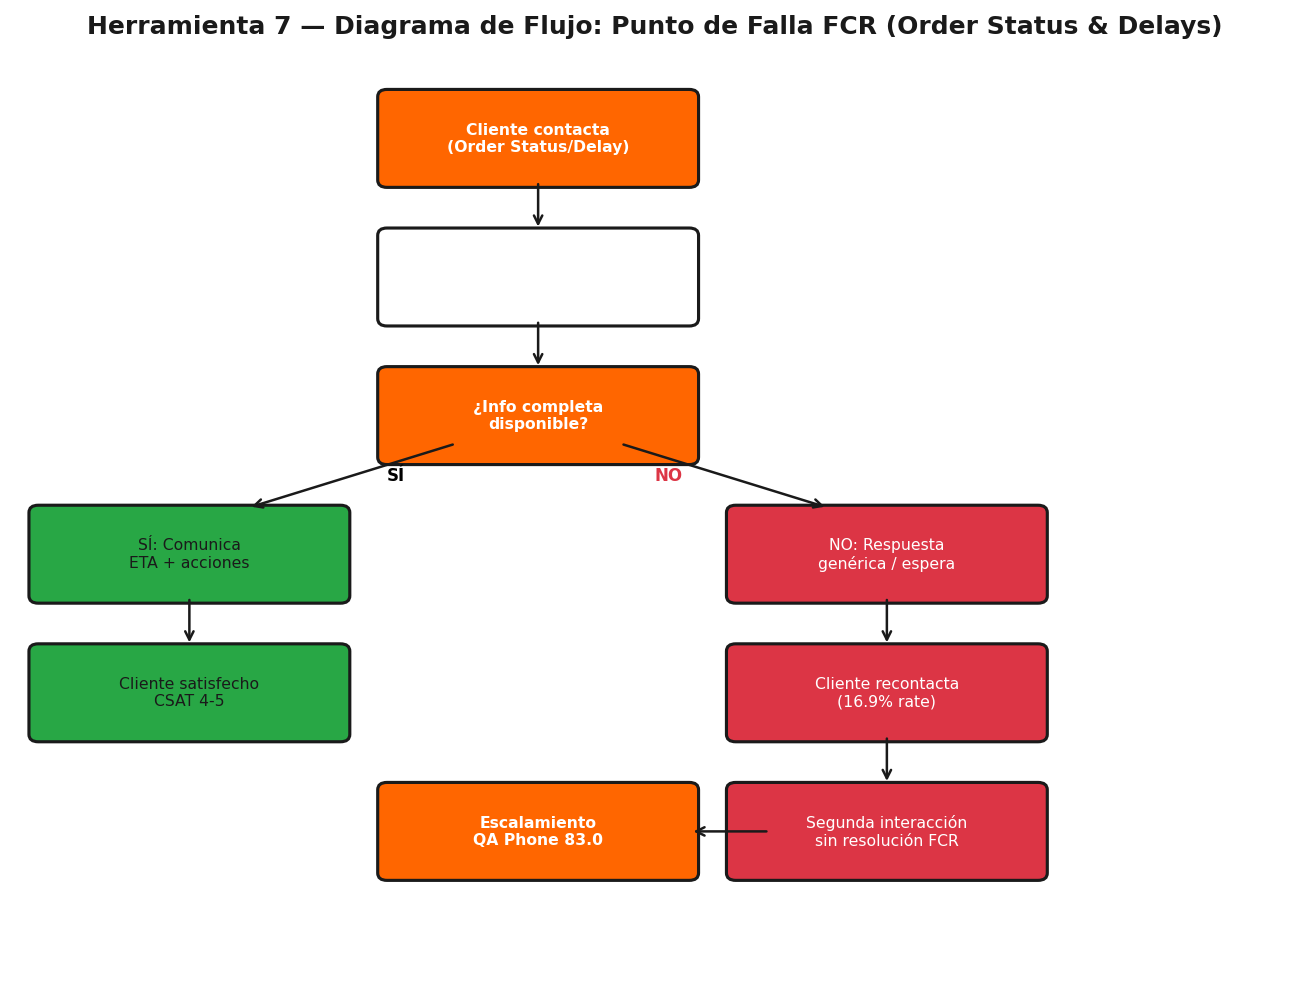 Herramienta 7 — Diagrama de Flujo: Punto de Falla FCR (Order Status & Delays)
Cliente contacta
(Order Status/Delay)
¿Info completa
disponible?
SÍ
NO
SÍ: Comunica
ETA + acciones
NO: Respuesta
genérica / espera
Cliente satisfecho
CSAT 4-5
Cliente recontacta
(16.9% rate)
Escalamiento
QA Phone 83.0
Segunda interacción
sin resolución FCR